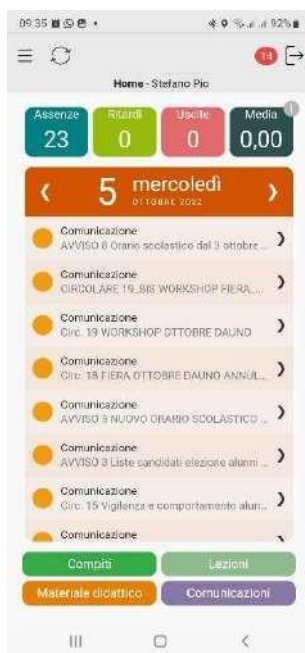 09:35
92%
14
Home - Stefano Pio
Assenze
23
Ritardi
0
Uscite
0
Media
0,00
5 mercoledì
OTTOBRE 2022
Comunicazione
AVVISO 8 Orario scolastico dal 3 ottobre ...
Comunicazione
CIRCOLARE 19_BIS WORKSHOP FIERA_...
Comunicazione
Circ. 19 WORKSHOP OTTOBRE DAUNO
Comunicazione
Circ. 18 FIERA OTTOBRE DAUNO ANNUL...
Comunicazione
AVVISO 5 NUOVO ORARIO SCOLASTICO ...
Comunicazione
AVVISO 3 Liste candidati elezione alunni ...
Comunicazione
Circ. 15 Vigilanza e comportamento alun...
Comunicazione
Compiti
Lezioni
Materiale didattico
Comunicazioni